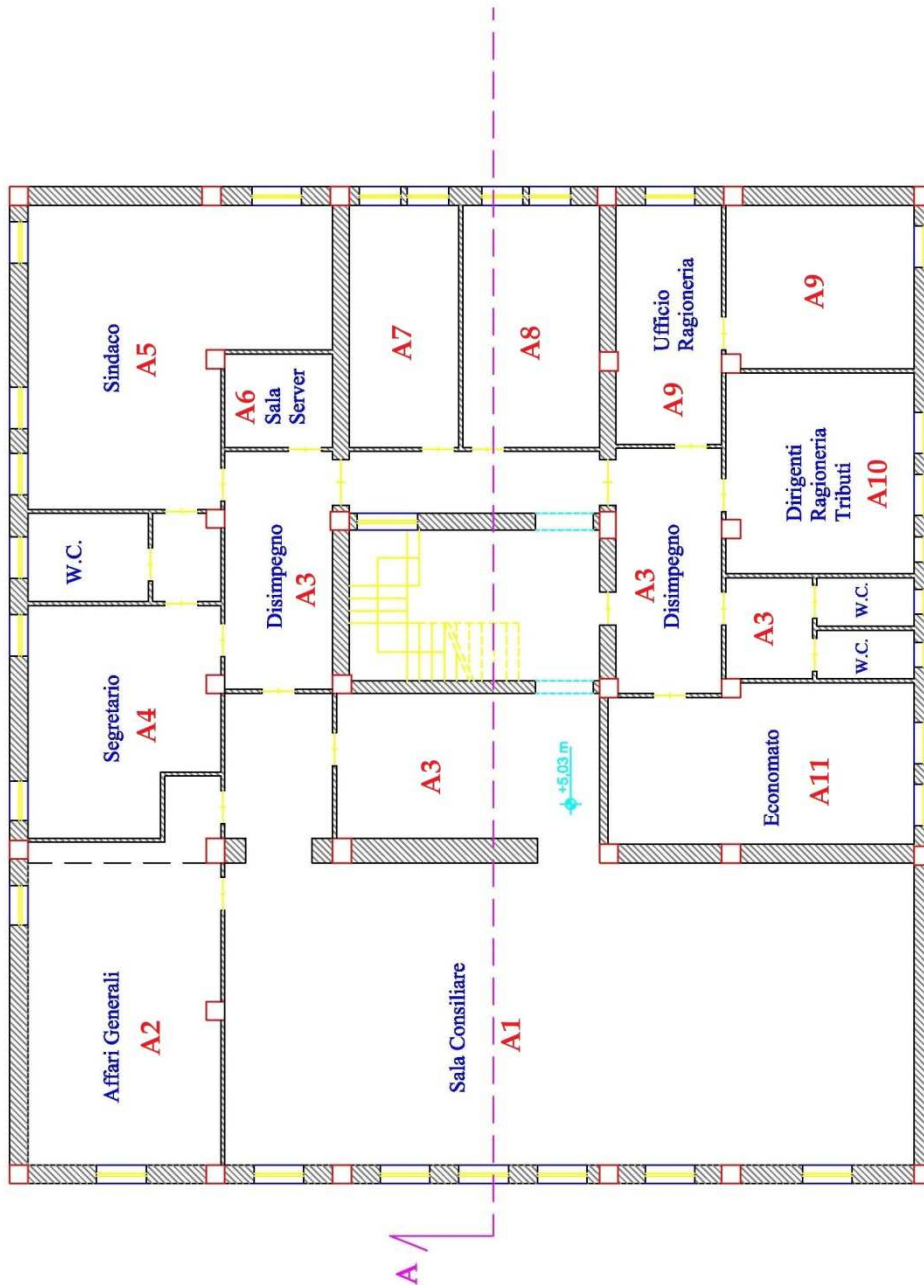 Affari Generali
A2
Segretario
A4
W.C.
Sindaco
A5
Disimpegno
A3
A6
Sala
Server
A7
Sala Consiliare
A1
A3
A8
+5,03 m
Disimpegno
A3
Ufficio
Ragioneria
A9
Economato
A11
A3
W.C.
W.C.
Dirigenti
Ragioneria
Tributi
A10
A9
A